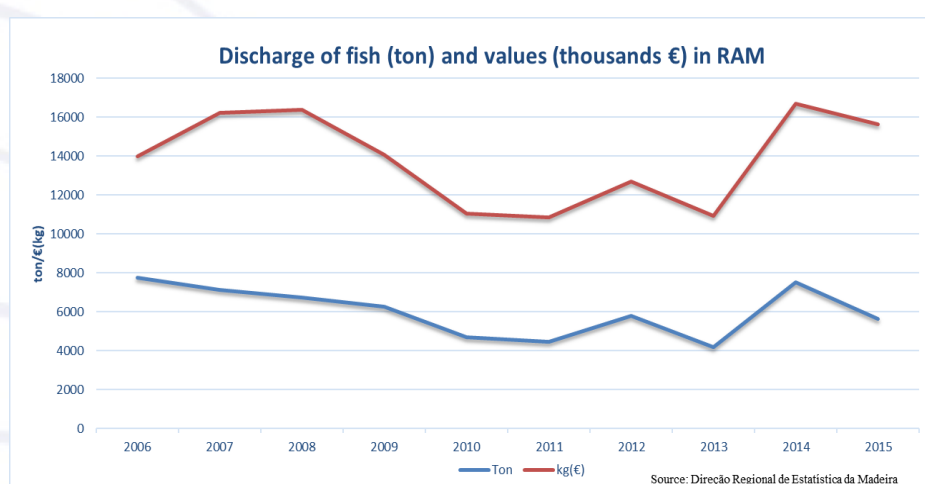 Discharge of fish (ton) and values (thousands €) in RAM
ton/€(kg)
18000
16000
14000
12000
10000
8000
6000
4000
2000
0
2006 2007 2008 2009 2010 2011 2012 2013 2014 2015
Ton kg(€)
Source: Direção Regional de Estatística da Madeira